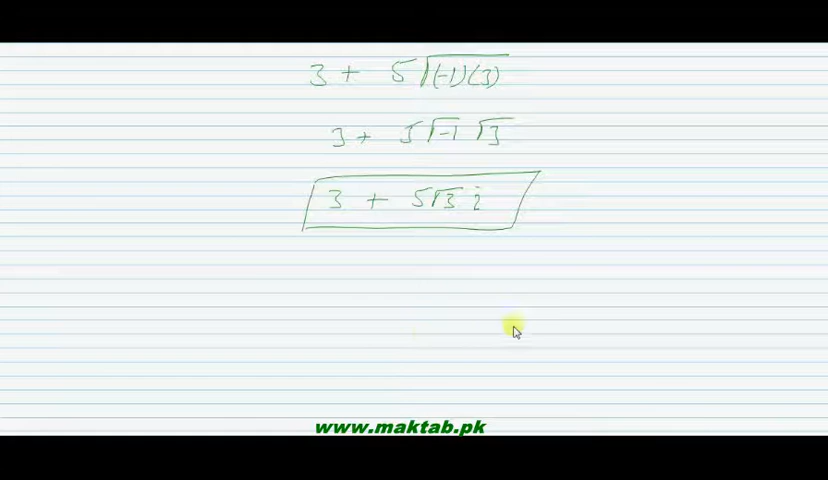 3 + 5√(-1)(3)
3 + 5√-1 √3
3 + 5√3 i
www.maktab.pk